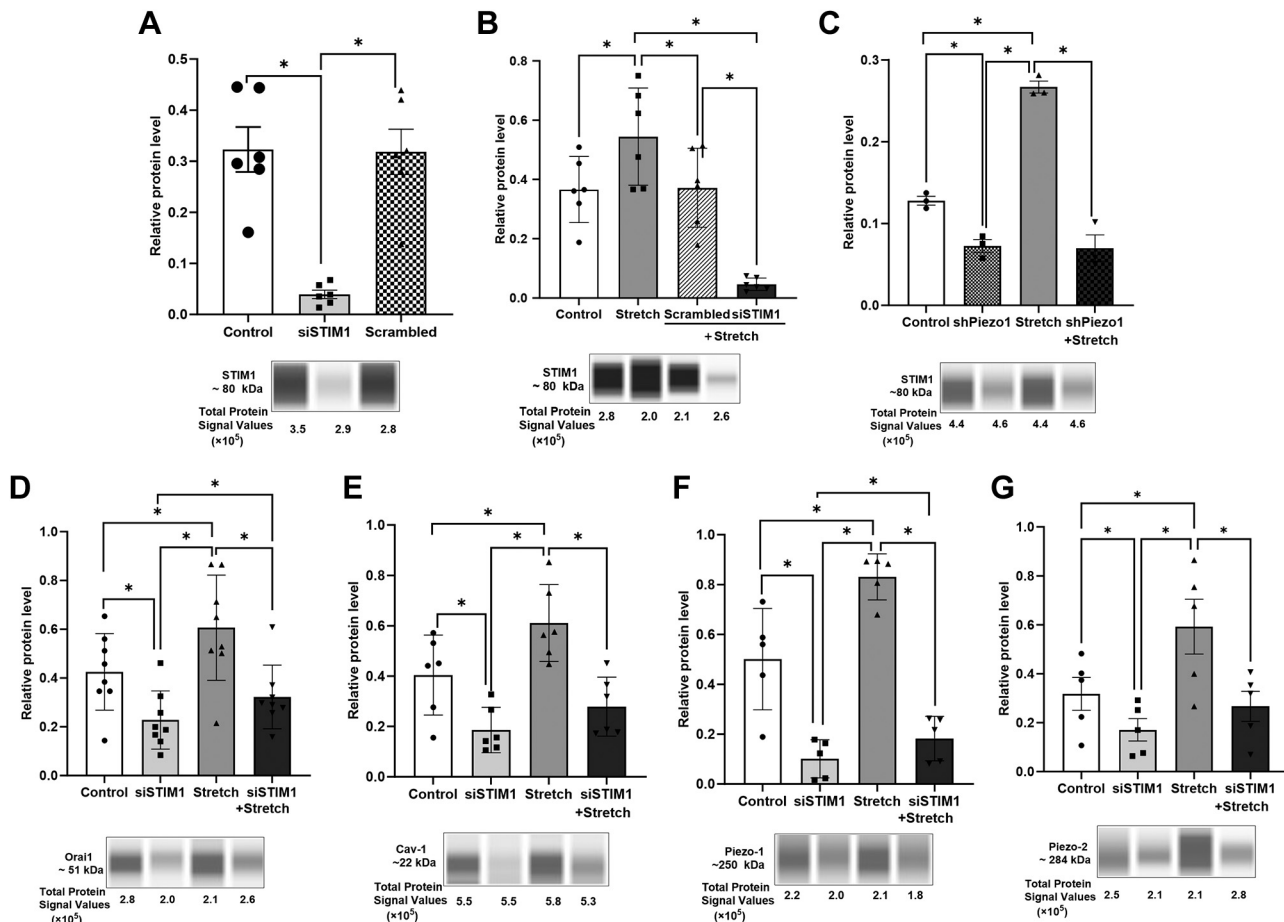 A
*
*
Relative protein level
0.5
0.4
0.3
0.2
0.1
0.0
Control siSTIM1 Scrambled
STIM1
~ 80 kDa
Total Protein
Signal Values
(×10⁵)
3.5 2.9 2.8
B
*
*
*
*
Relative protein level
0.8
0.6
0.4
0.2
0.0
Control Stretch Scrambled siSTIM1
+ Stretch
STIM1
~ 80 kDa
Total Protein
Signal Values
(×10⁵)
2.8 2.0 2.1 2.6
C
*
*
*
*
Relative protein level
0.3
0.2
0.1
0.0
Control shPiezo1 Stretch shPiezo1
+Stretch
STIM1
~80 kDa
Total Protein
Signal Values
(×10⁵)
4.4 4.6 4.4 4.6
D
*
*
*
*
*
Relative protein level
1.0
0.8
0.6
0.4
0.2
0.0
Control siSTIM1 Stretch siSTIM1
+Stretch
Orai1
~ 51 kDa
Total Protein
Signal Values
(×10⁵)
2.8 2.0 2.1 2.6
E
*
*
*
*
Relative protein level
1.0
0.8
0.6
0.4
0.2
0.0
Control siSTIM1 Stretch siSTIM1
+Stretch
Cav-1
~22 kDa
Total Protein
Signal Values
(×10⁵)
5.5 5.5 5.8 5.3
F
*
*
*
*
*
Relative protein level
1.0
0.8
0.6
0.4
0.2
0.0
Control siSTIM1 Stretch siSTIM1
+Stretch
Piezo-1
~250 kDa
Total Protein
Signal Values
(×10⁵)
2.2 2.0 2.1 1.8
G
*
*
*
*
Relative protein level
1.0
0.8
0.6
0.4
0.2
0.0
Control siSTIM1 Stretch siSTIM1
+Stretch
Piezo-2
~ 284 kDa
Total Protein
Signal Values
(×10⁵)
2.5 2.1 2.1 2.8